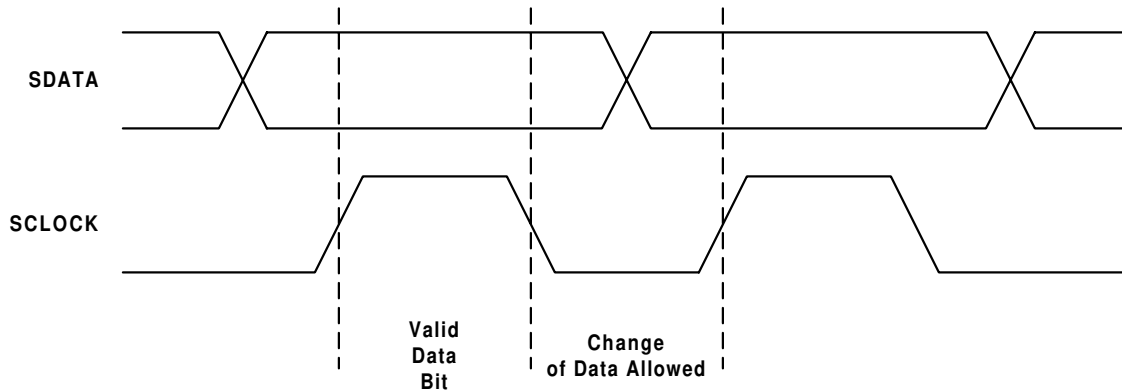 SDATA
SCLOCK
Valid
Data
Bit
Change
of Data Allowed